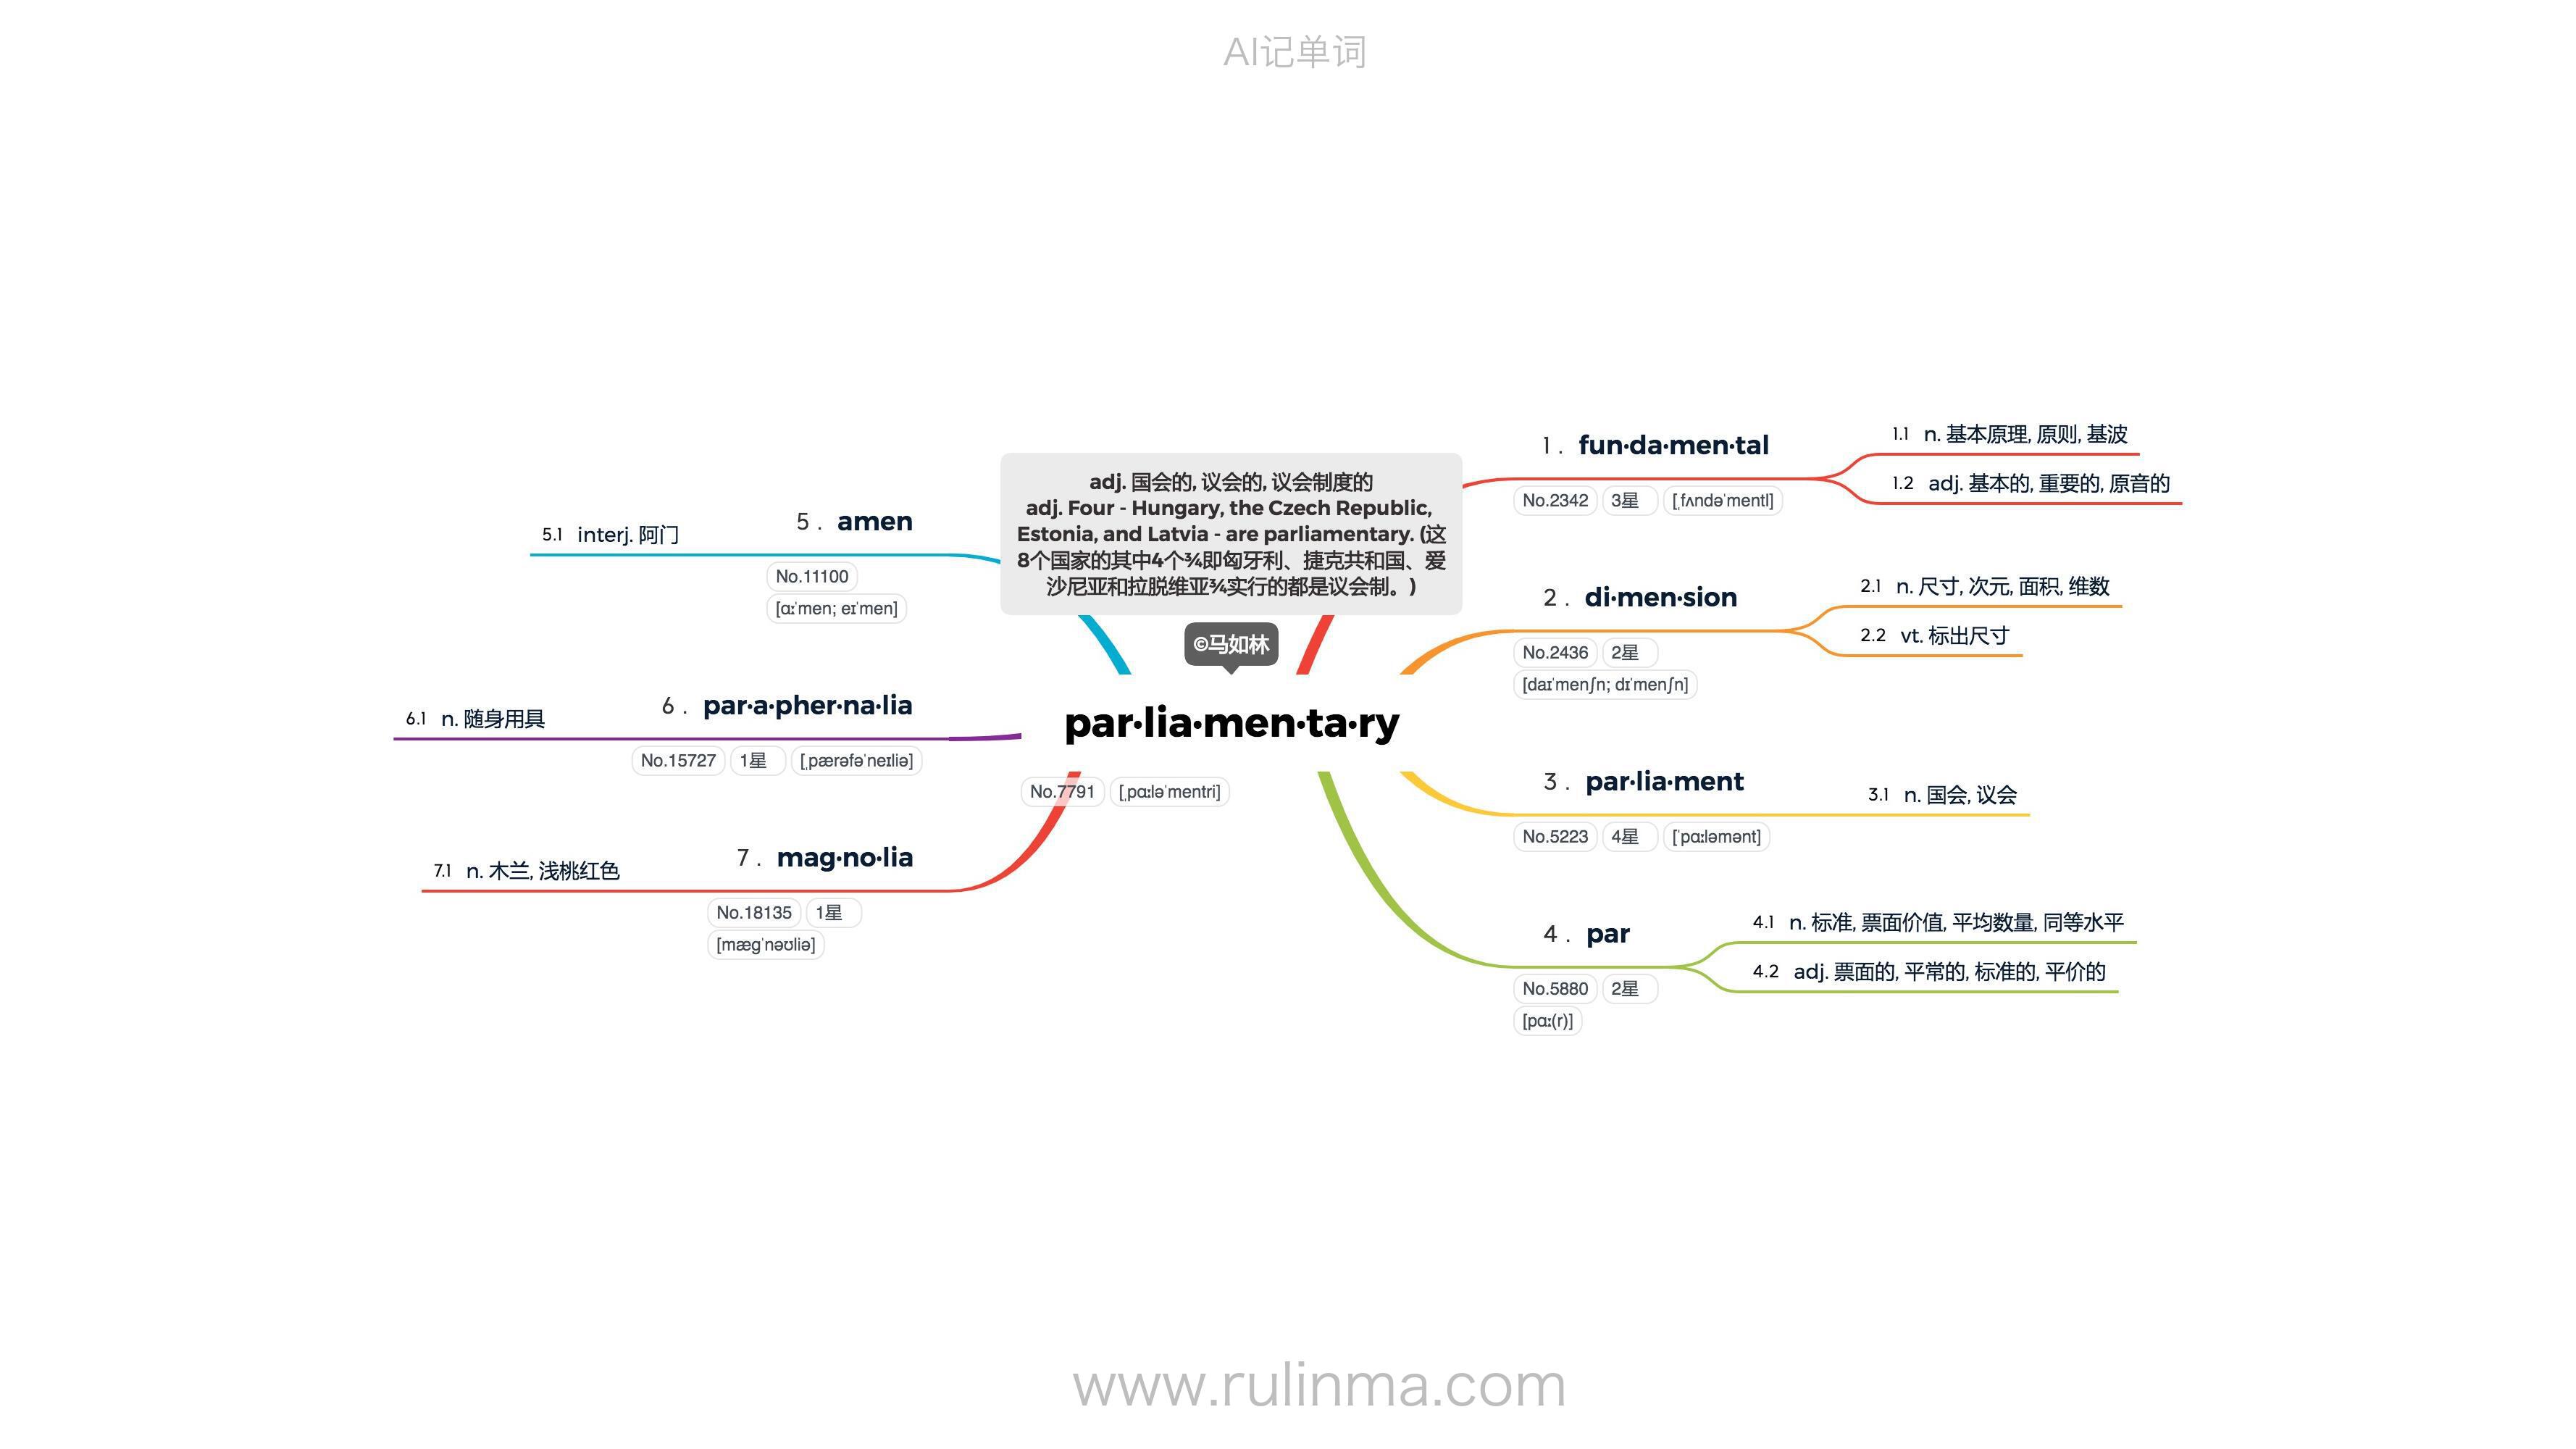 AI记单词
adj. 国会的, 议会的, 议会制度的
adj. Four - Hungary, the Czech Republic,
Estonia, and Latvia - are parliamentary. (这
8个国家的其中4个¾即匈牙利、捷克共和国、爱
沙尼亚和拉脱维亚¾实行的都是议会制。)
©马如林
par·lia·men·ta·ry
No.7791 [ˌpɑːləˈmentri]
1 . fun·da·men·tal
No.2342 3星 [ˌfʌndəˈmentl]
1.1 n. 基本原理, 原则, 基波
1.2 adj. 基本的, 重要的, 原音的
2 . di·men·sion
No.2436 2星
[daɪˈmenʃn; dɪˈmenʃn]
2.1 n. 尺寸, 次元, 面积, 维数
2.2 vt. 标出尺寸
3 . par·lia·ment
No.5223 4星 [ˈpɑːləmənt]
3.1 n. 国会, 议会
4 . par
No.5880 2星
[pɑː(r)]
4.1 n. 标准, 票面价值, 平均数量, 同等水平
4.2 adj. 票面的, 平常的, 标准的, 平价的
5 . amen
No.11100
[ɑːˈmen; eɪˈmen]
5.1 interj. 阿门
6 . par·a·pher·na·lia
No.15727 1星 [ˌpærəfəˈneɪliə]
6.1 n. 随身用具
7 . mag·no·lia
No.18135 1星
[mæɡˈnəʊliə]
7.1 n. 木兰, 浅桃红色
www.rulinma.com